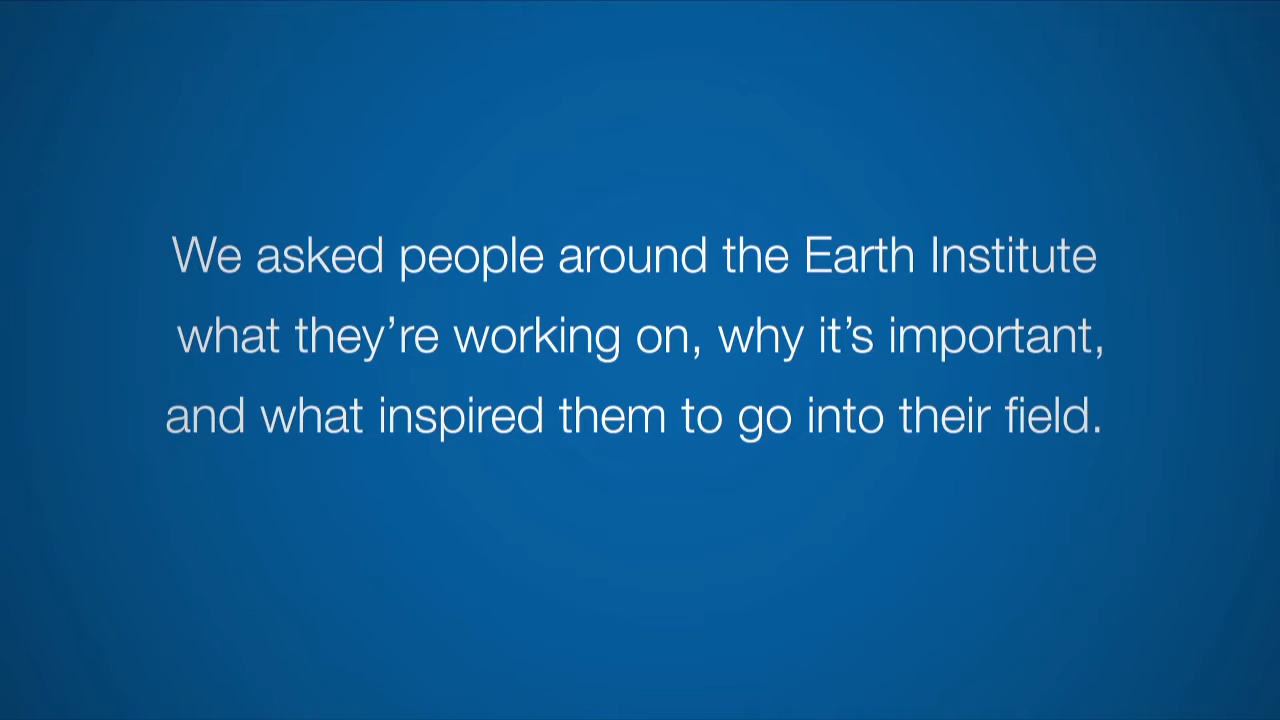 We asked people around the Earth Institute
what they’re working on, why it’s important,
and what inspired them to go into their field.